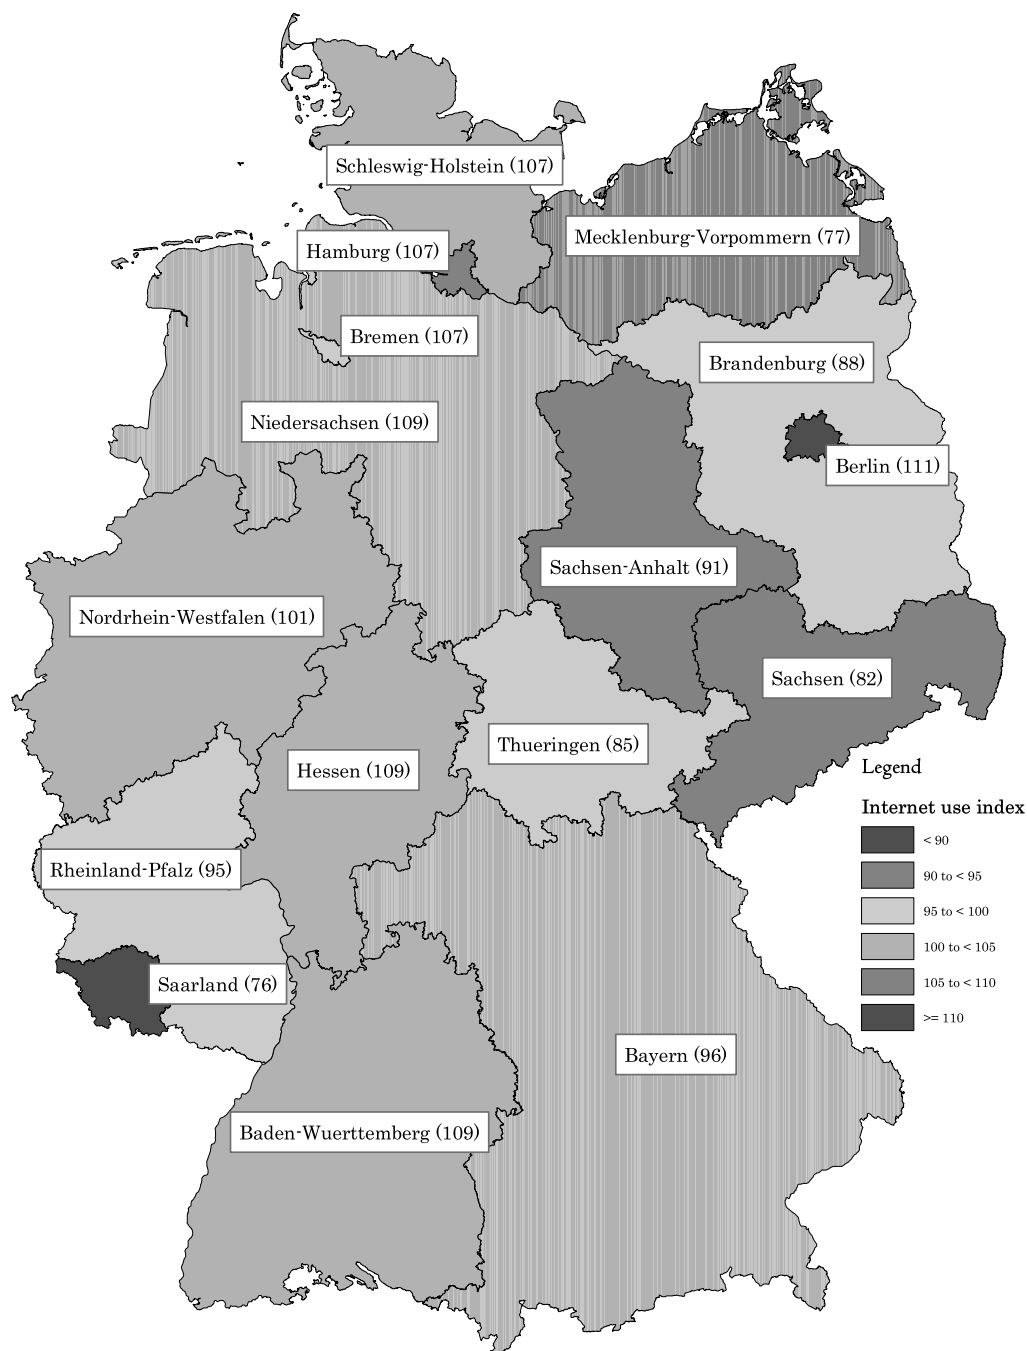 Schleswig-Holstein (107)
Mecklenburg-Vorpommern (77)
Hamburg (107)
Bremen (107)
Brandenburg (88)
Niedersachsen (109)
Berlin (111)
Sachsen-Anhalt (91)
Nordrhein-Westfalen (101)
Sachsen (82)
Thueringen (85)
Hessen (109)
Rheinland-Pfalz (95)
Saarland (76)
Bayern (96)
Baden-Wuerttemberg (109)
Legend
Internet use index
< 90
90 to < 95
95 to < 100
100 to < 105
105 to < 110
>= 110